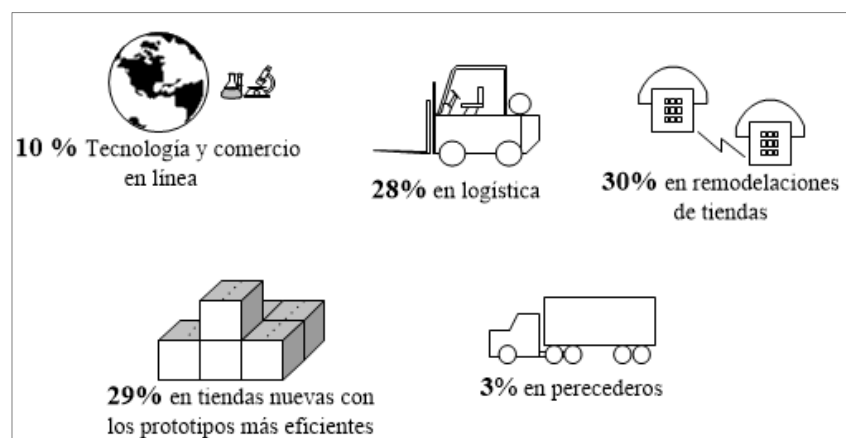 10 % Tecnología y comercio
en línea
28% en logística
30% en remodelaciones
de tiendas
29% en tiendas nuevas con
los prototipos más eficientes
3% en perecederos